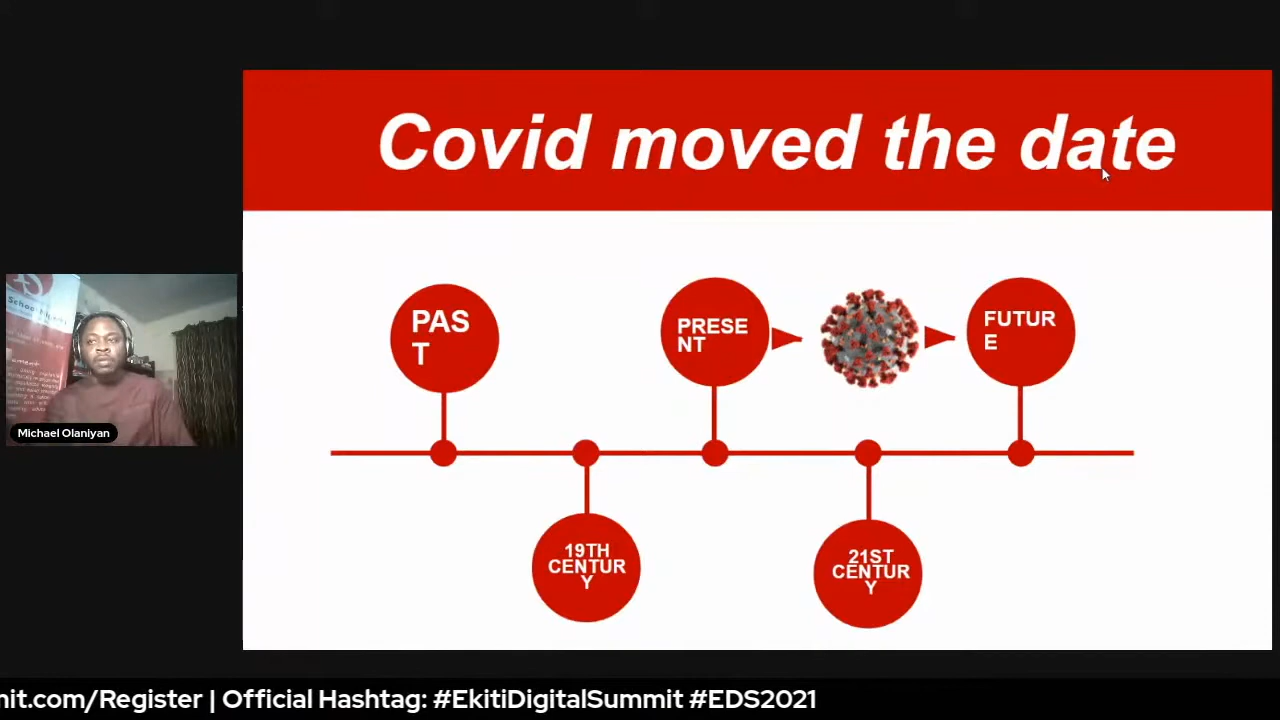 Covid moved the date
PAS
T
PRESE
NT
FUTUR
E
19TH
CENTUR
Y
21ST
CENTUR
Y
Michael Olaniyan
nit.com/Register | Official Hashtag: #EkitiDigitalSummit #EDS2021